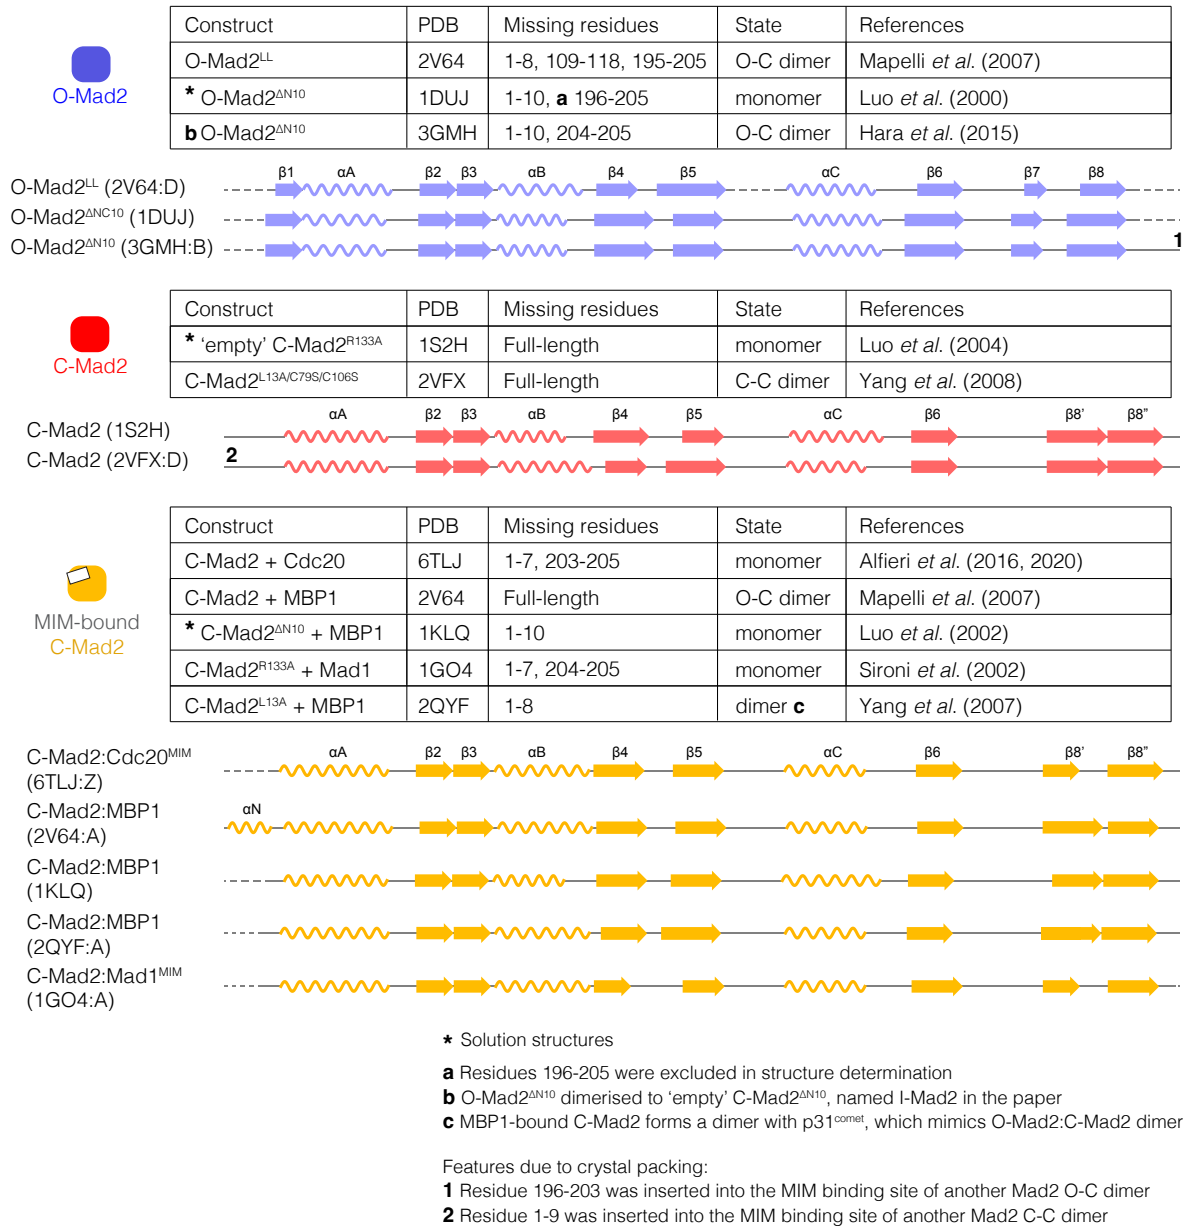 Construct PDB Missing residues State References
O-Mad2ᴸᴸ 2V64 1-8, 109-118, 195-205 O-C dimer Mapelli et al. (2007)
* O-Mad2ΔN10 1DUJ 1-10, a 196-205 monomer Luo et al. (2000)
b O-Mad2ΔN10 3GMH 1-10, 204-205 O-C dimer Hara et al. (2015)
O-Mad2
β1 αA β2 β3 αB β4 β5 αC β6 β7 β8
O-Mad2ᴸᴸ (2V64:D)
O-Mad2ΔNC10 (1DUJ)
O-Mad2ΔN10 (3GMH:B) 1
Construct PDB Missing residues State References
* ‘empty’ C-Mad2R133A 1S2H Full-length monomer Luo et al. (2004)
C-Mad2L13A/C79S/C106S 2VFX Full-length C-C dimer Yang et al. (2008)
C-Mad2
αA β2 β3 αB β4 β5 αC β6 β8’ β8”
C-Mad2 (1S2H)
C-Mad2 (2VFX:D) 2
Construct PDB Missing residues State References
C-Mad2 + Cdc20 6TLJ 1-7, 203-205 monomer Alfieri et al. (2016, 2020)
C-Mad2 + MBP1 2V64 Full-length O-C dimer Mapelli et al. (2007)
* C-Mad2ΔN10 + MBP1 1KLQ 1-10 monomer Luo et al. (2002)
C-Mad2R133A + Mad1 1GO4 1-7, 204-205 monomer Sironi et al. (2002)
C-Mad2L13A + MBP1 2QYF 1-8 dimer c Yang et al. (2007)
MIM-bound
C-Mad2
αA β2 β3 αB β4 β5 αC β6 β8’ β8”
C-Mad2:Cdc20MIM
(6TLJ:Z)
αN
C-Mad2:MBP1
(2V64:A)
C-Mad2:MBP1
(1KLQ)
C-Mad2:MBP1
(2QYF:A)
C-Mad2:Mad1MIM
(1GO4:A)
* Solution structures
a Residues 196-205 were excluded in structure determination
b O-Mad2ΔN10 dimerised to ‘empty’ C-Mad2ΔN10, named I-Mad2 in the paper
c MBP1-bound C-Mad2 forms a dimer with p31comet, which mimics O-Mad2:C-Mad2 dimer
Features due to crystal packing:
1 Residue 196-203 was inserted into the MIM binding site of another Mad2 O-C dimer
2 Residue 1-9 was inserted into the MIM binding site of another Mad2 C-C dimer